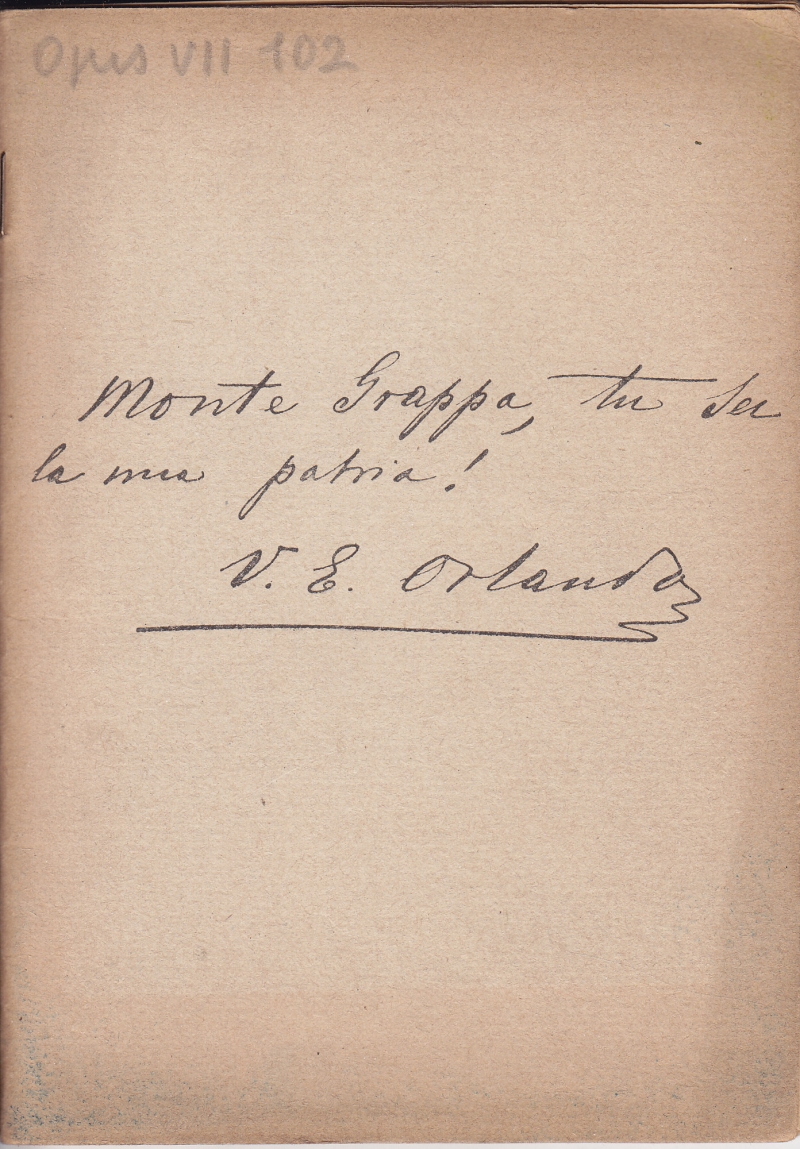 Opus VII 102
Monte Grappa, tu sei
la mia patria!
V. E. Orlando